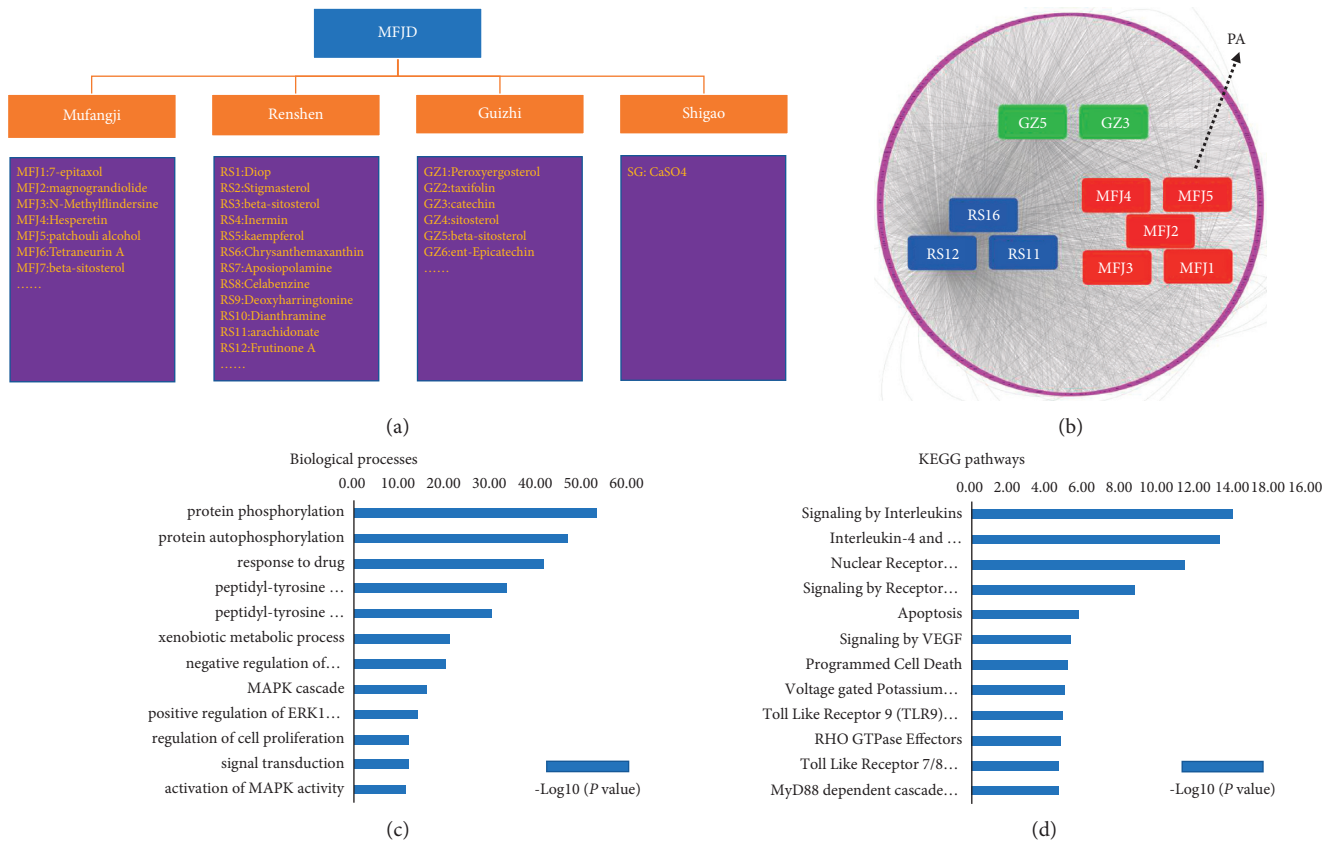 MFJD
Mufangji
Renshen
Guizhi
Shigao
MFJ1:7-epitaxol
MFJ2:magnograndiolide
MFJ3:N-Methylflindersine
MFJ4:Hesperetin
MFJ5:patchouli alcohol
MFJ6:Tetraneurin A
MFJ7:beta-sitosterol
......
RS1:Diop
RS2:Stigmasterol
RS3:beta-sitosterol
RS4:Inermin
RS5:kaempferol
RS6:Chrysanthemaxanthin
RS7:Aposiopolamine
RS8:Celabenzine
RS9:Deoxyharringtonine
RS10:Dianthramine
RS11:arachidonate
RS12:Frutinone A
......
GZ1:Peroxyergosterol
GZ2:taxifolin
GZ3:catechin
GZ4:sitosterol
GZ5:beta-sitosterol
GZ6:ent-Epicatechin
......
SG: CaSO4
(a)
PA
GZ5 GZ3
MFJ4 MFJ5
RS16
MFJ2
RS12 RS11
MFJ3 MFJ1
(b)
Biological processes
0.00 10.00 20.00 30.00 40.00 50.00 60.00
protein phosphorylation
protein autophosphorylation
response to drug
peptidyl-tyrosine …
peptidyl-tyrosine …
xenobiotic metabolic process
negative regulation of…
MAPK cascade
positive regulation of ERK1…
regulation of cell proliferation
signal transduction
activation of MAPK activity
-Log10 (P value)
(c)
KEGG pathways
0.00 2.00 4.00 6.00 10.00 12.00 14.00 18.00 16.00
Signaling by Interleukins
Interleukin-4 and …
Nuclear Receptor…
Signaling by Receptor…
Apoptosis
Signaling by VEGF
Programmed Cell Death
Voltage gated Potassium…
Toll Like Receptor 9 (TLR9)…
RHO GTPase Effectors
Toll Like Receptor 7/8…
MyD88 dependent cascade…
-Log10 (P value)
(d)